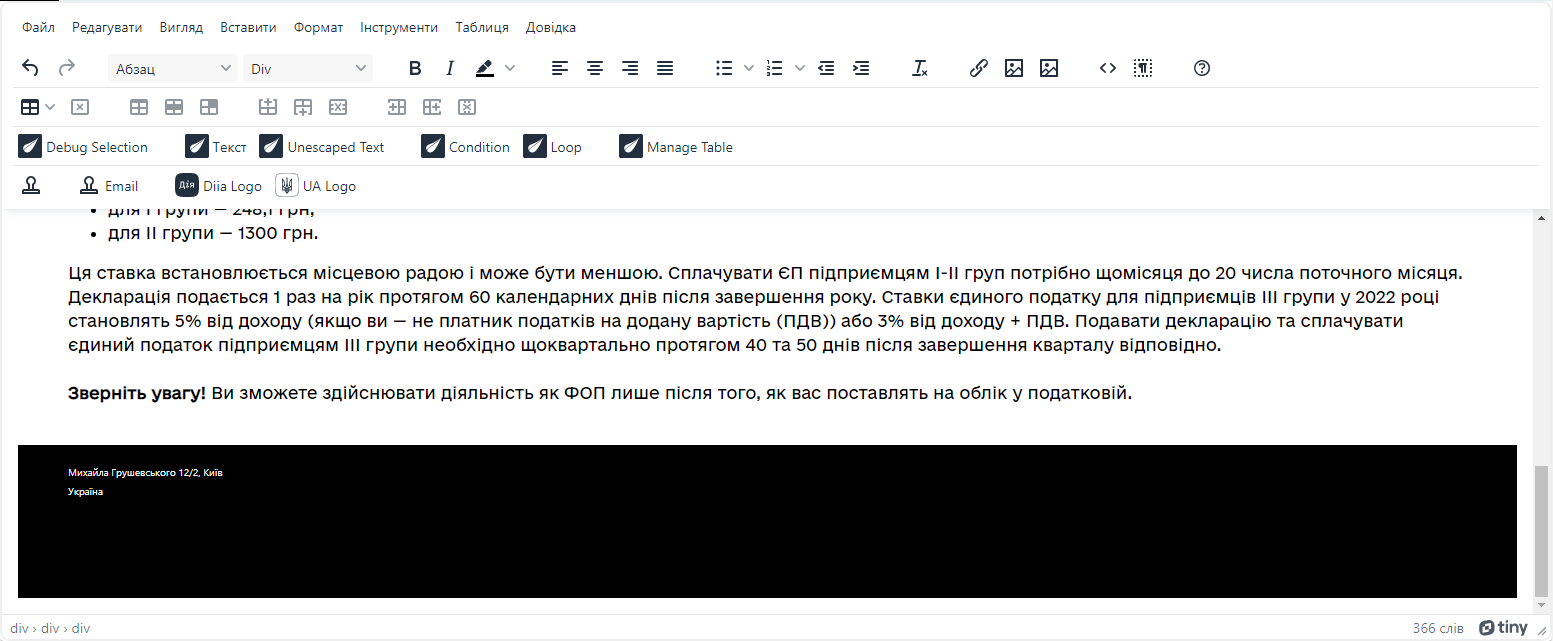 Файл Редагувати Вигляд Вставити Формат Інструменти Таблиця Довідка
Абзац Div
Debug Selection Текст Unescaped Text Condition Loop Manage Table
Email Дія Diia Logo UA Logo
для І групи — 248,1 грн;
для ІІ групи — 1300 грн.
Ця ставка встановлюється місцевою радою і може бути меншою. Сплачувати ЄП підприємцям І-ІІ груп потрібно щомісяця до 20 числа поточного місяця.
Декларація подається 1 раз на рік протягом 60 календарних днів після завершення року. Ставки єдиного податку для підприємців ІІІ групи у 2022 році
становлять 5% від доходу (якщо ви — не платник податків на додану вартість (ПДВ)) або 3% від доходу + ПДВ. Подавати декларацію та сплачувати
єдиний податок підприємцям ІІІ групи необхідно щоквартально протягом 40 та 50 днів після завершення кварталу відповідно.
Зверніть увагу! Ви зможете здійснювати діяльність як ФОП лише після того, як вас поставлять на облік у податковій.
Михайла Грушевського 12/2, Київ
Україна
div › div › div 366 слів tiny